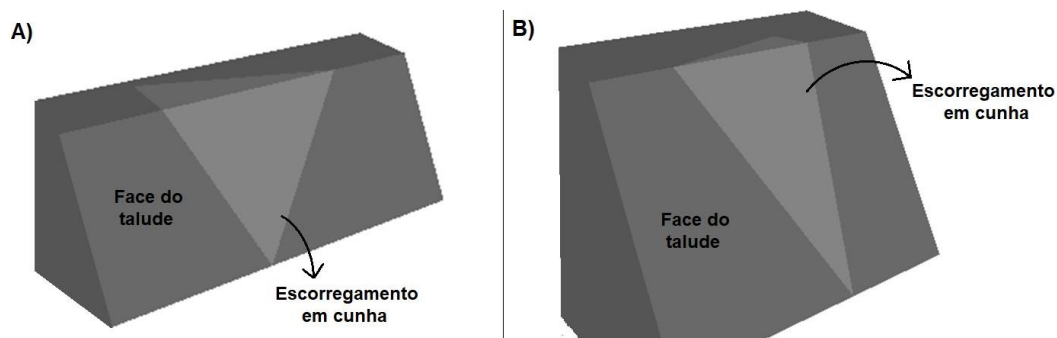 A)
Face do
talude
Escorregamento
em cunha
B)
Escorregamento
em cunha
Face do
talude